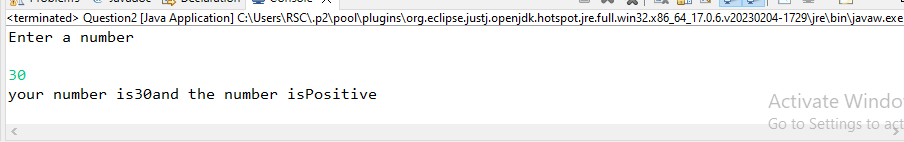 Declaration
Console
<terminated> Question2 [Java Application] C:\Users\RSC\.p2\pool\plugins\org.eclipse.justj.openjdk.hotspot.jre.full.win32.x86_64_17.0.6.v20230204-1729\jre\bin\javaw.exe
Enter a number
30
your number is30and the number isPositive
Activate Windo
Go to Settings to act